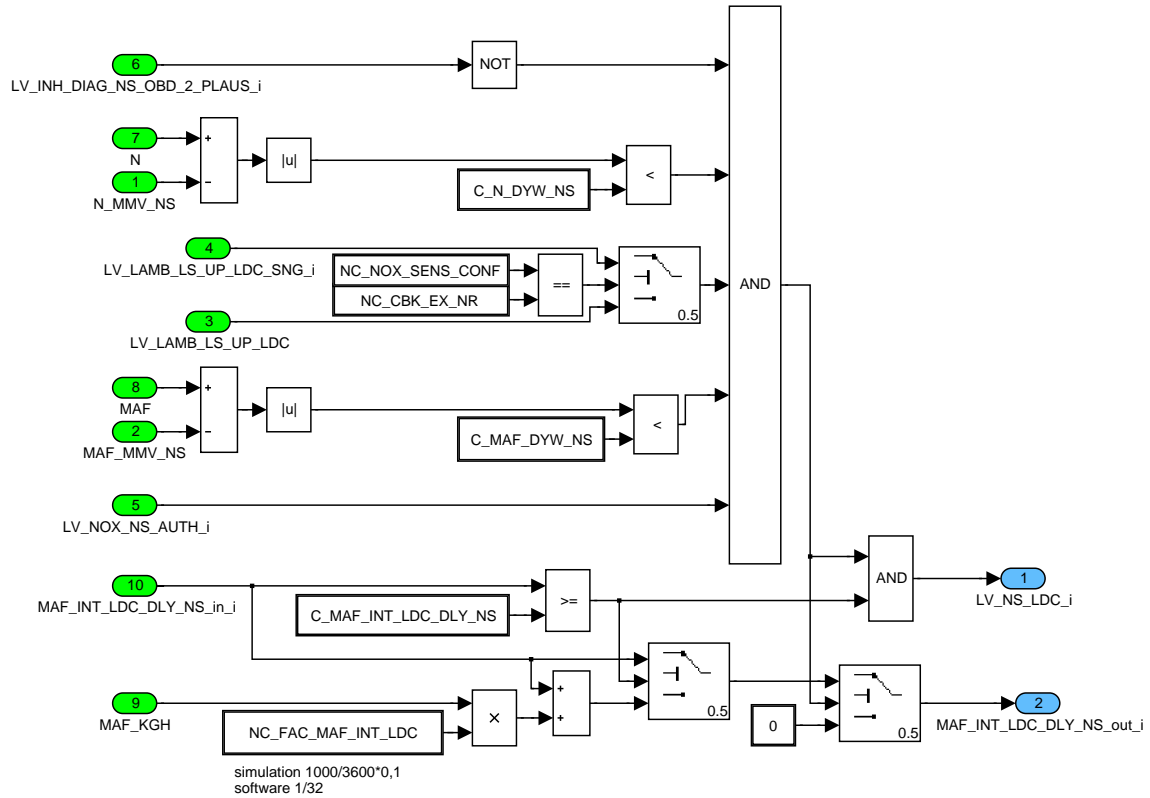 6
NOT
LV_INH_DIAG_NS_OBD_2_PLAUS_i
7
+
N
|u|
<
1
−
C_N_DYW_NS
N_MMV_NS
4
LV_LAMB_LS_UP_LDC_SNG_i
NC_NOX_SENS_CONF
==
AND
NC_CBK_EX_NR
0.5
3
LV_LAMB_LS_UP_LDC
8
+
MAF
|u|
<
2
−
C_MAF_DYW_NS
MAF_MMV_NS
5
LV_NOX_NS_AUTH_i
10
MAF_INT_LDC_DLY_NS_in_i
>=
C_MAF_INT_LDC_DLY_NS
AND
1
LV_NS_LDC_i
+
+
0.5
9
MAF_KGH
×
NC_FAC_MAF_INT_LDC
0
0.5
2
MAF_INT_LDC_DLY_NS_out_i
simulation 1000/3600*0,1
software 1/32